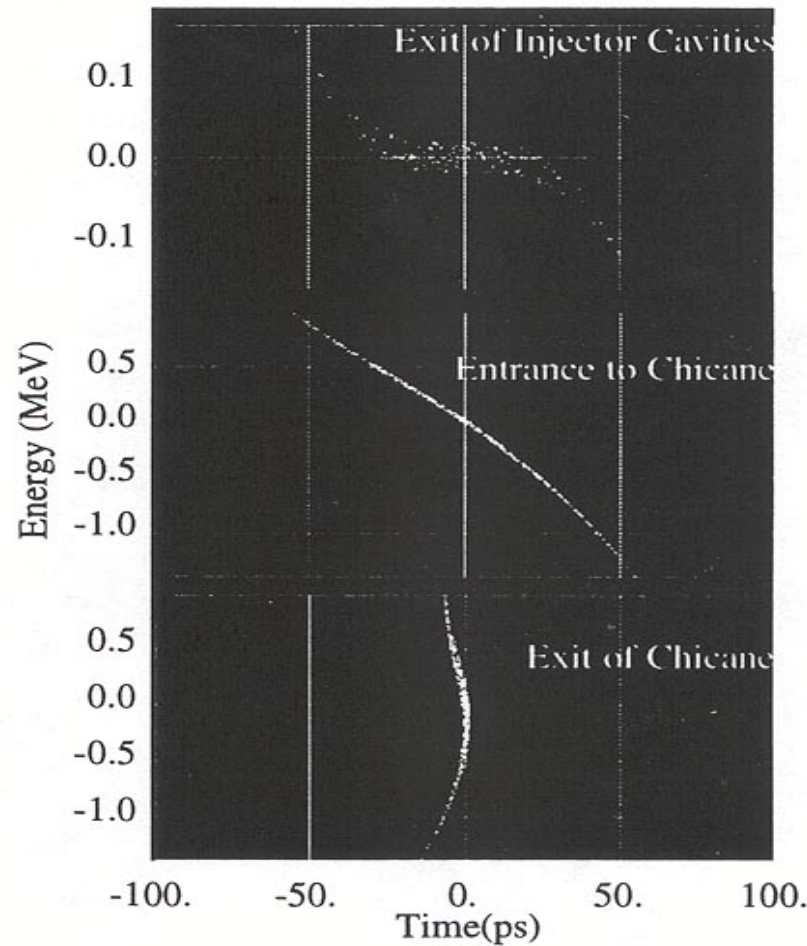 Exit of Injector Cavities
0.1
0.0
-0.1
Entrance to Chicane
0.5
0.0
-0.5
-1.0
Energy (MeV)
Exit of Chicane
0.5
0.0
-0.5
-1.0
-100. -50. 0. 50. 100.
Time(ps)